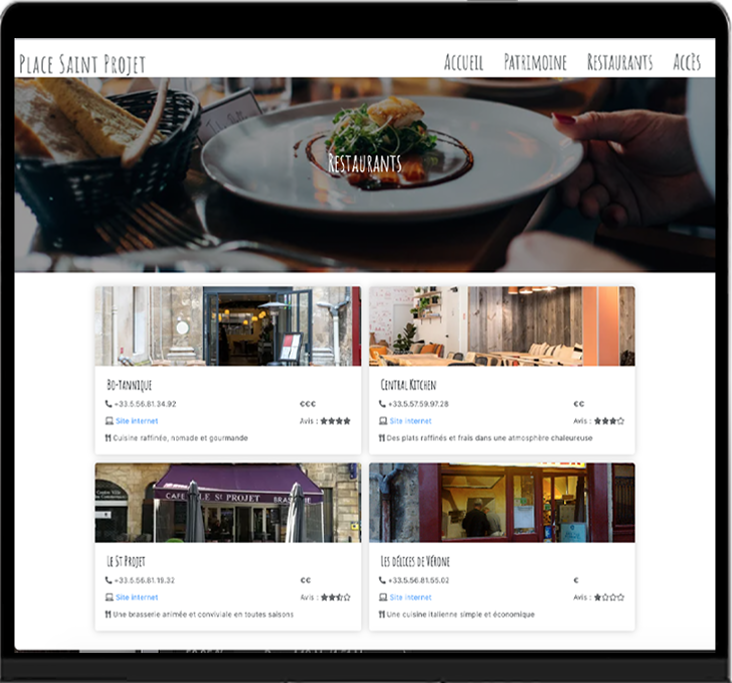 Place Saint Projet
Accueil Patrimoine Restaurants Accès
Restaurants
Bo-tannique
+33.5.56.81.34.92 €€€
Site internet Avis :
Cuisine raffinée, nomade et gourmande
Central Kitchen
+33.5.57.59.97.28 €€
Site internet Avis :
Des plats raffinés et frais dans une atmosphère chaleureuse
CAFE LE St PROJET BRASSERIE
Le St Projet
+33.5.56.81.19.32 €€
Site internet Avis :
Une brasserie animée et conviviale en toutes saisons
Les délices de Vérone
+33.5.56.81.55.02 €
Site internet Avis :
Une cuisine italienne simple et économique